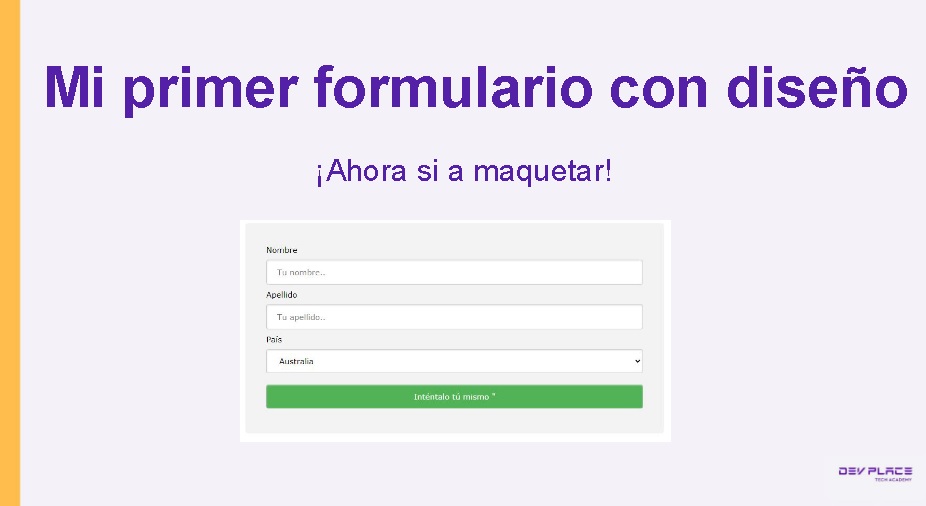 Mi primer formulario con diseño
¡Ahora si a maquetar!
Nombre
Tu nombre..
Apellido
Tu apellido..
País
Australia
Inténtalo tú mismo "
DEV PLACE
TECH ACADEMY